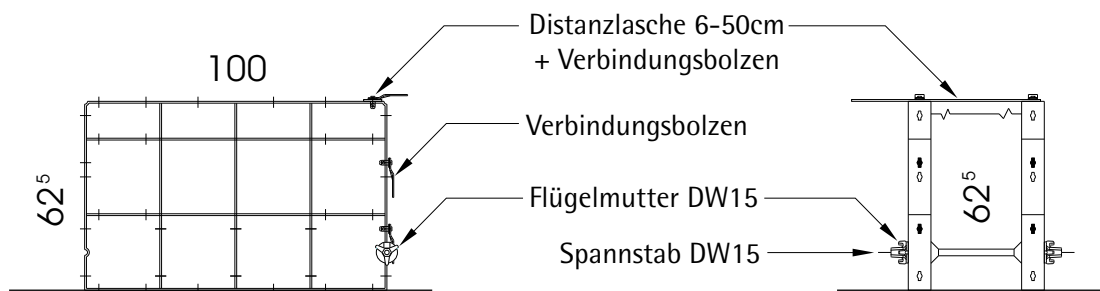 Distanzlasche 6-50cm
+ Verbindungsbolzen
100
Verbindungsbolzen
62⁵
Flügelmutter DW15
62⁵
Spannstab DW15